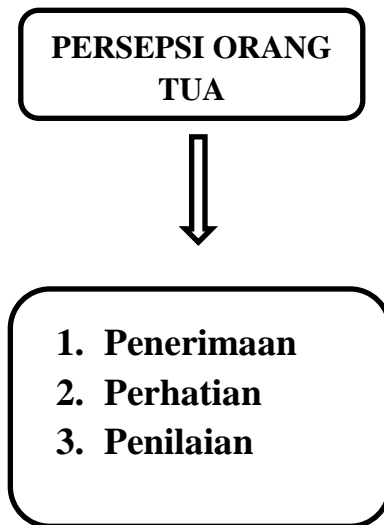 PERSEPSI ORANG
TUA
1. Penerimaan
2. Perhatian
3. Penilaian